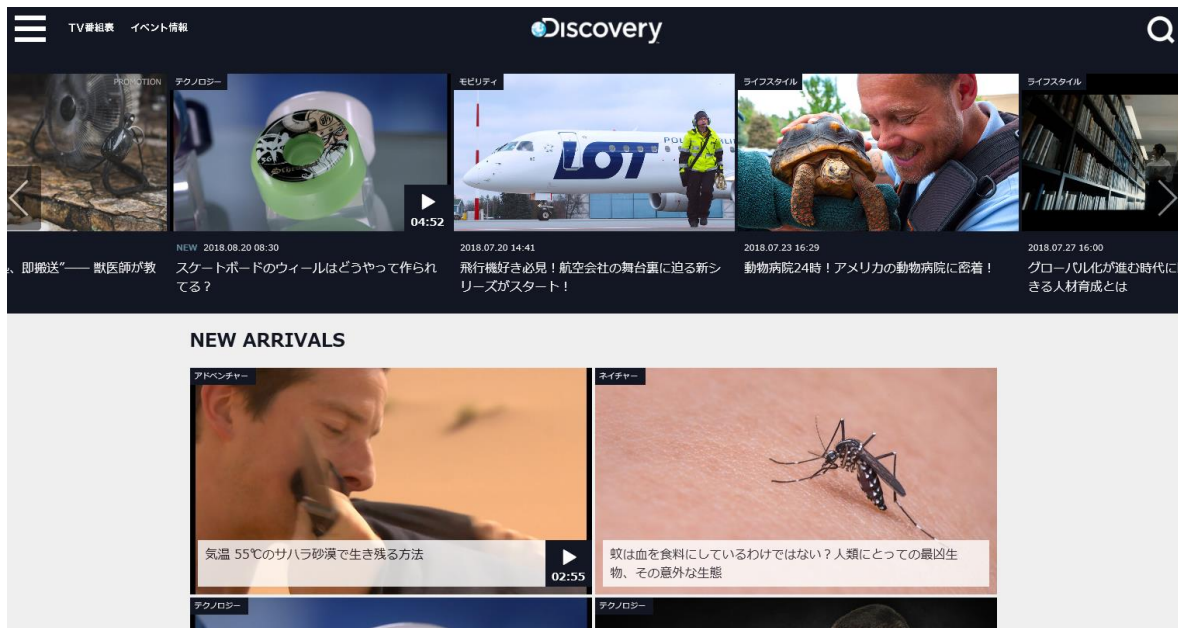 TV番組表 イベント情報
Discovery
PROMOTION
テクノロジー
モビリティ
ライフスタイル
ライフスタイル
LOT
04:52
、即搬送”—— 獣医師が教
NEW 2018.08.20 08:30
スケートボードのウィールはどうやって作られ
てる？
2018.07.20 14:41
飛行機好き必見！航空会社の舞台裏に迫る新シ
リーズがスタート！
2018.07.23 16:29
動物病院24時！アメリカの動物病院に密着！
2018.07.27 16:00
グローバル化が進む時代に
きる人材育成とは
NEW ARRIVALS
アドベンチャー
気温 55℃のサハラ砂漠で生き残る方法
02:55
ネイチャー
蚊は血を食料にしているわけではない？人類にとっての最凶生
物、その意外な生態
テクノロジー
テクノロジー